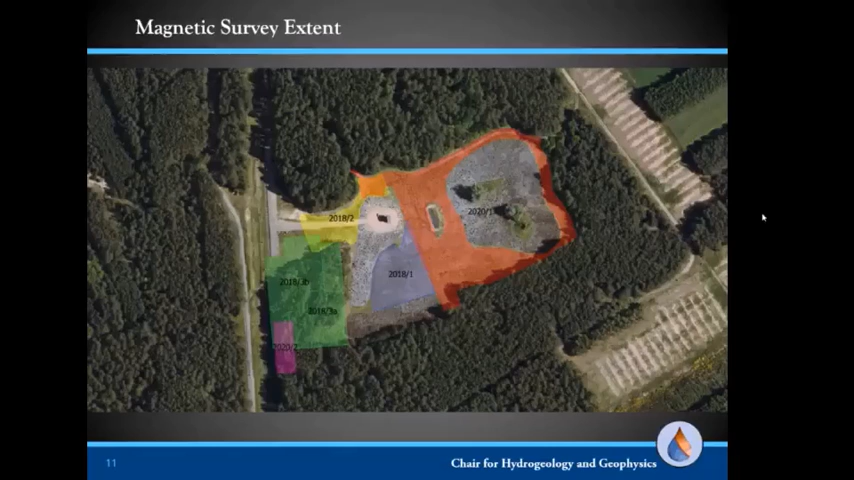 Magnetic Survey Extent
2018/2
2020/1
2018/1
2018/3b
2018/3a
2020/2
11
Chair for Hydrogeology and Geophysics